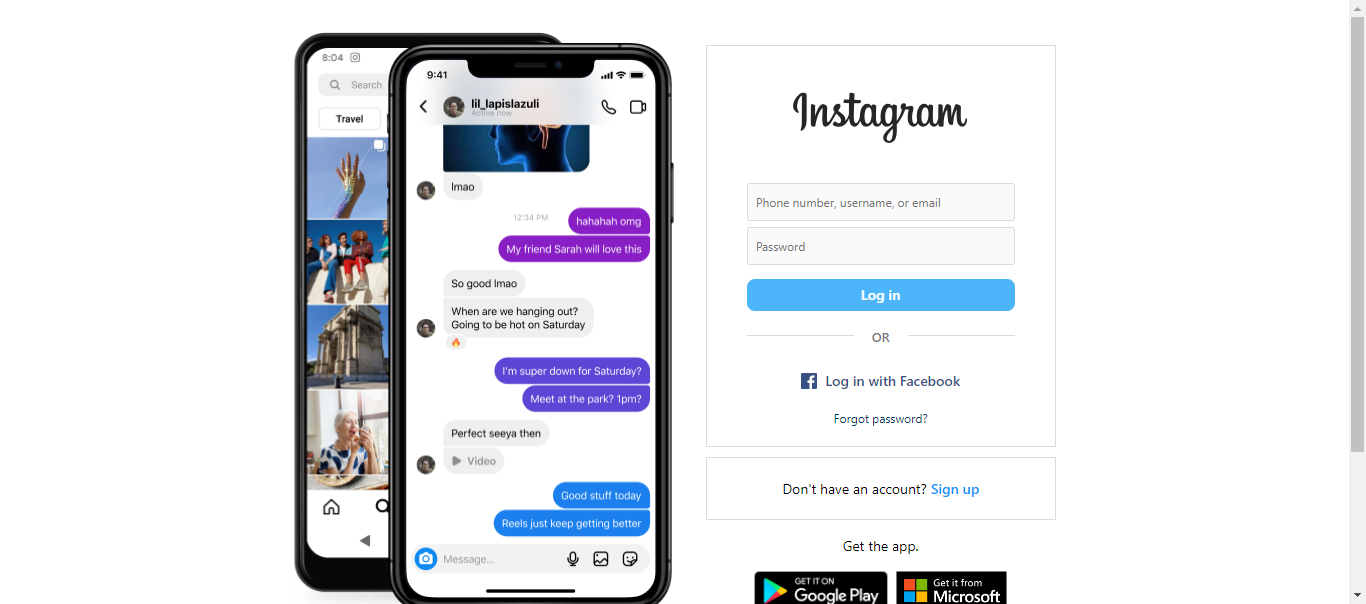 8:04
Search
Travel
9:41
lil_lapislazuli
Active now
lmao
12:34 PM
hahahah omg
My friend Sarah will love this
So good lmao
When are we hanging out?
Going to be hot on Saturday
I'm super down for Saturday?
Meet at the park? 1pm?
Perfect seeya then
Video
Good stuff today
Reels just keep getting better
Message...
Instagram
Phone number, username, or email
Password
Log in
OR
Log in with Facebook
Forgot password?
Don't have an account? Sign up
Get the app.
GET IT ON
Google Play
Get it from
Microsoft